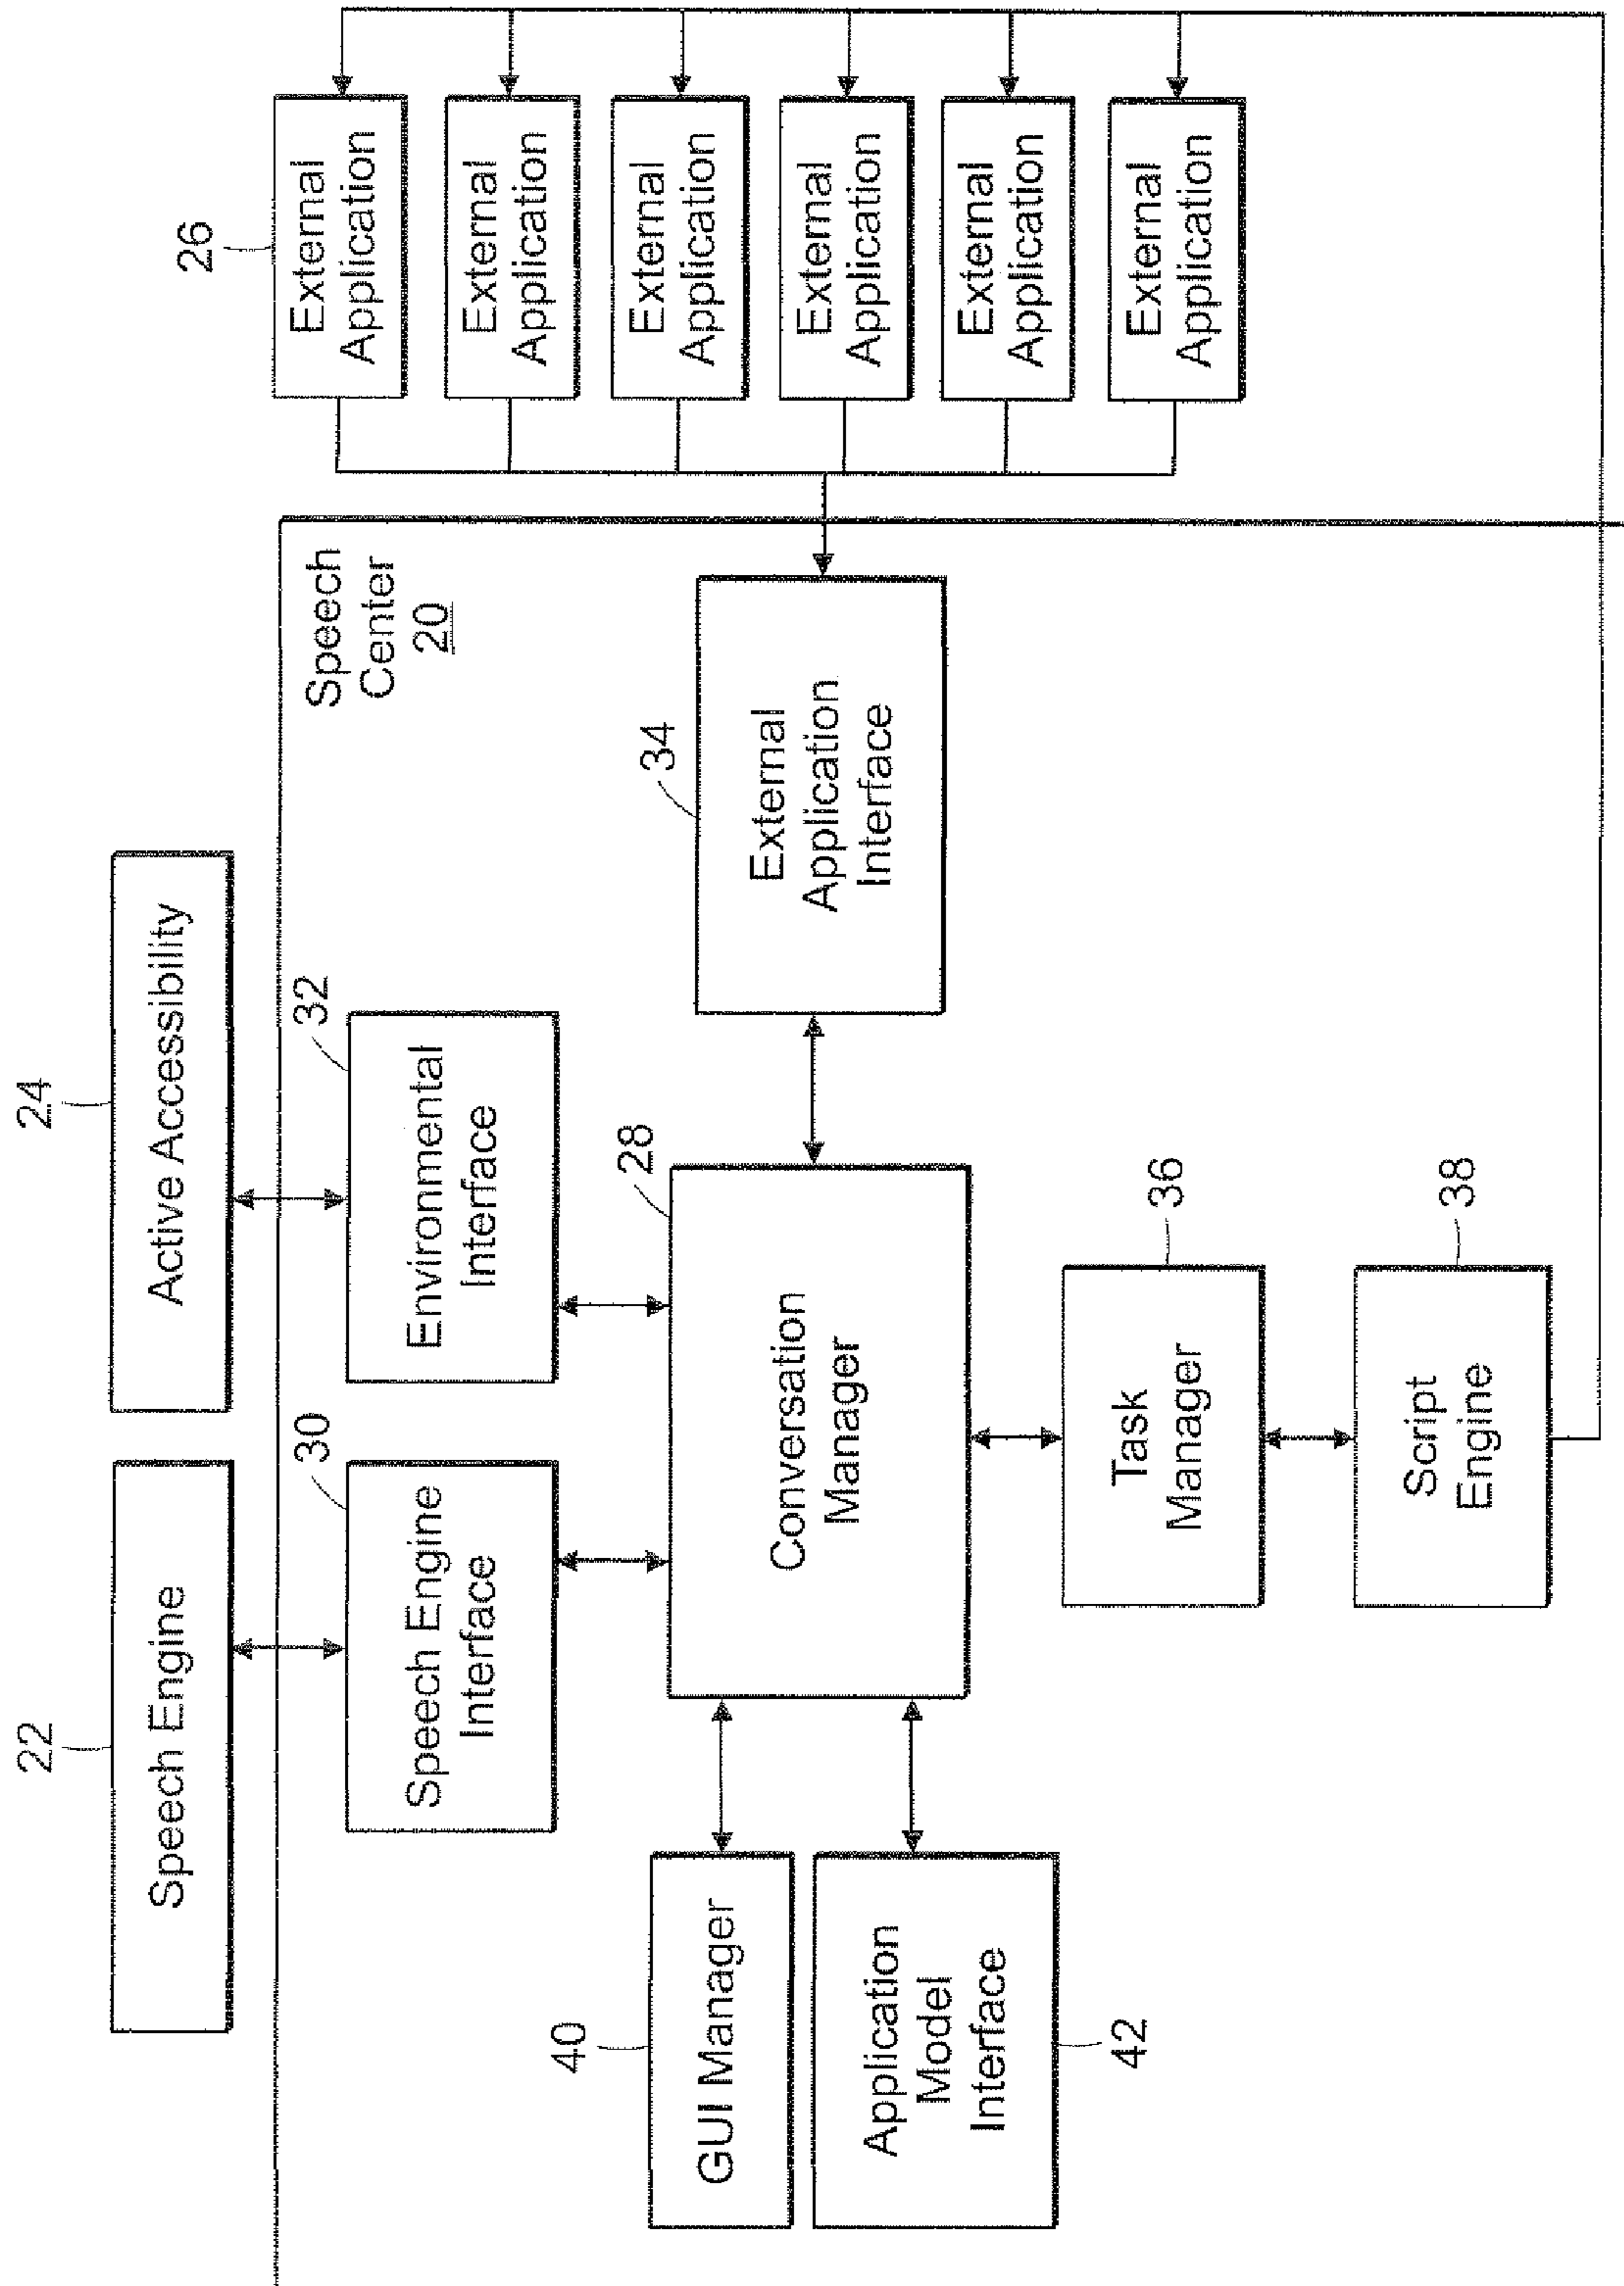 22
Speech Engine
24
Active Accessibility
Speech
Center
20
30
Speech Engine
Interface
32
Environmental
Interface
26
External
Application
External
Application
External
Application
External
Application
External
Application
External
Application
40
GUI Manager
Application
Model
Interface
42
28
Conversation
Manager
34
External
Application
Interface
Task
Manager
36
Script
Engine
38